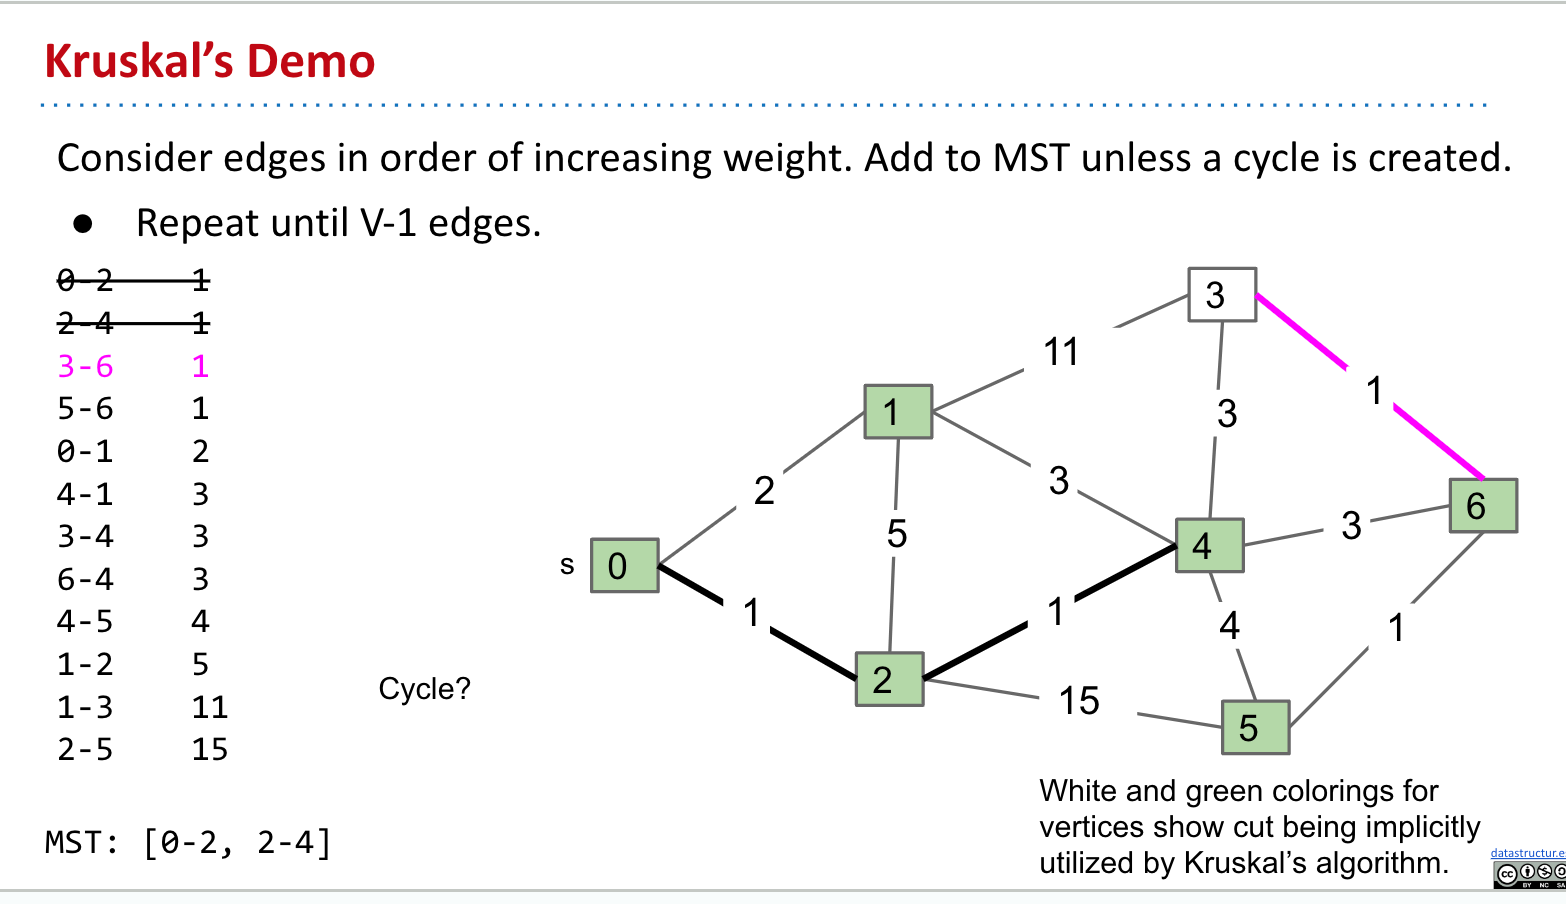 Kruskal's Demo
Consider edges in order of increasing weight. Add to MST unless a cycle is created.
● Repeat until V-1 edges.
0-2 1
2-4 1
3-6 1
5-6 1
0-1 2
4-1 3
3-4 3
6-4 3
4-5 4
1-2 5
1-3 11
2-5 15
Cycle?
MST: [0-2, 2-4]
3
11
1
1
3
2
3
6
5
3
4
s
0
1
1
4
1
2
15
5
White and green colorings for
vertices show cut being implicitly
utilized by Kruskal's algorithm.
datastructur.e
cc
BY NC SA